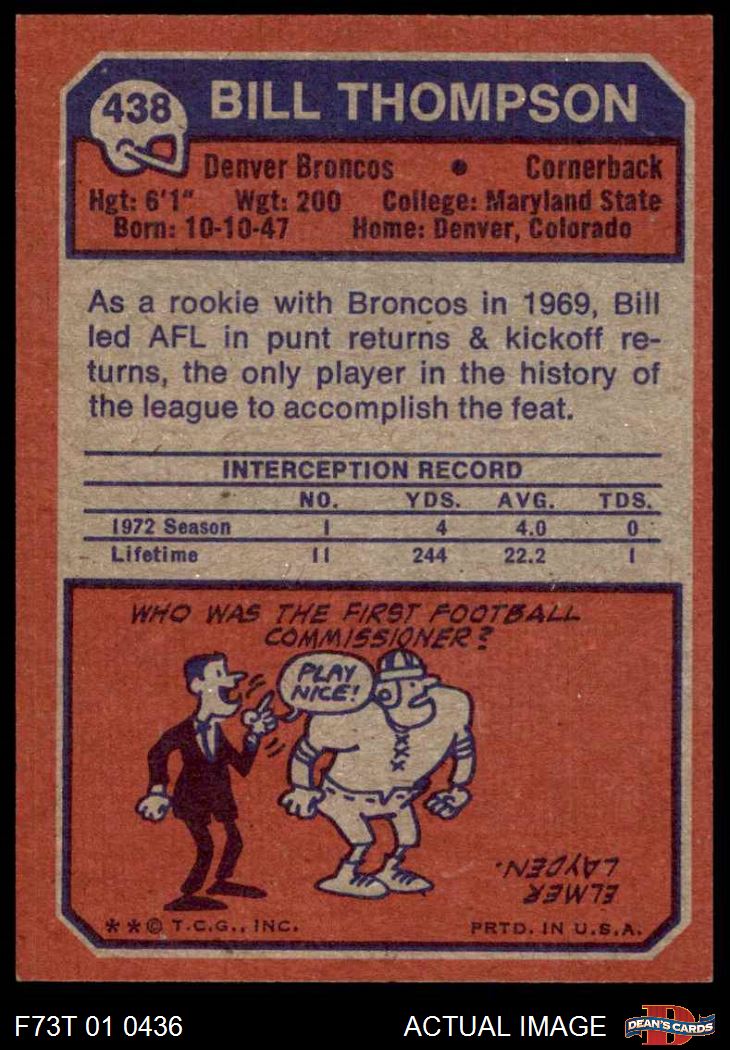 438
BILL THOMPSON
Denver Broncos • Cornerback
Hgt: 6'1" Wgt: 200 College: Maryland State
Born: 10-10-47 Home: Denver, Colorado
As a rookie with Broncos in 1969, Bill
led AFL in punt returns & kickoff re-
turns, the only player in the history of
the league to accomplish the feat.
INTERCEPTION RECORD
NO. YDS. AVG. TDS.
1972 Season 1 4 4.0 0
Lifetime 11 244 22.2 1
WHO WAS THE FIRST FOOTBALL
COMMISSIONER?
PLAY
NICE!
ELMER
LAYDEN.
**© T.C.G., INC. PRTD. IN U.S.A.
F73T 01 0436 ACTUAL IMAGE
D
DEAN'S CARDS